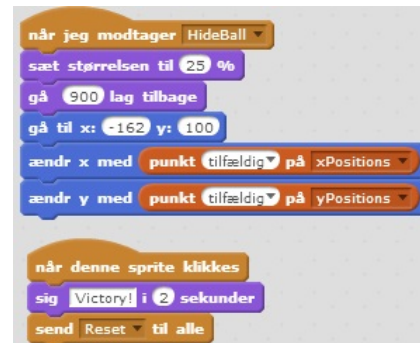 når jeg modtager HideBall
sæt størrelsen til 25 %
gå 900 lag tilbage
gå til x: -162 y: 100
ændr x med punkt tilfældig på xPositions
ændr y med punkt tilfældig på yPositions
når denne sprite klikkes
sig Victory! i 2 sekunder
send Reset til alle